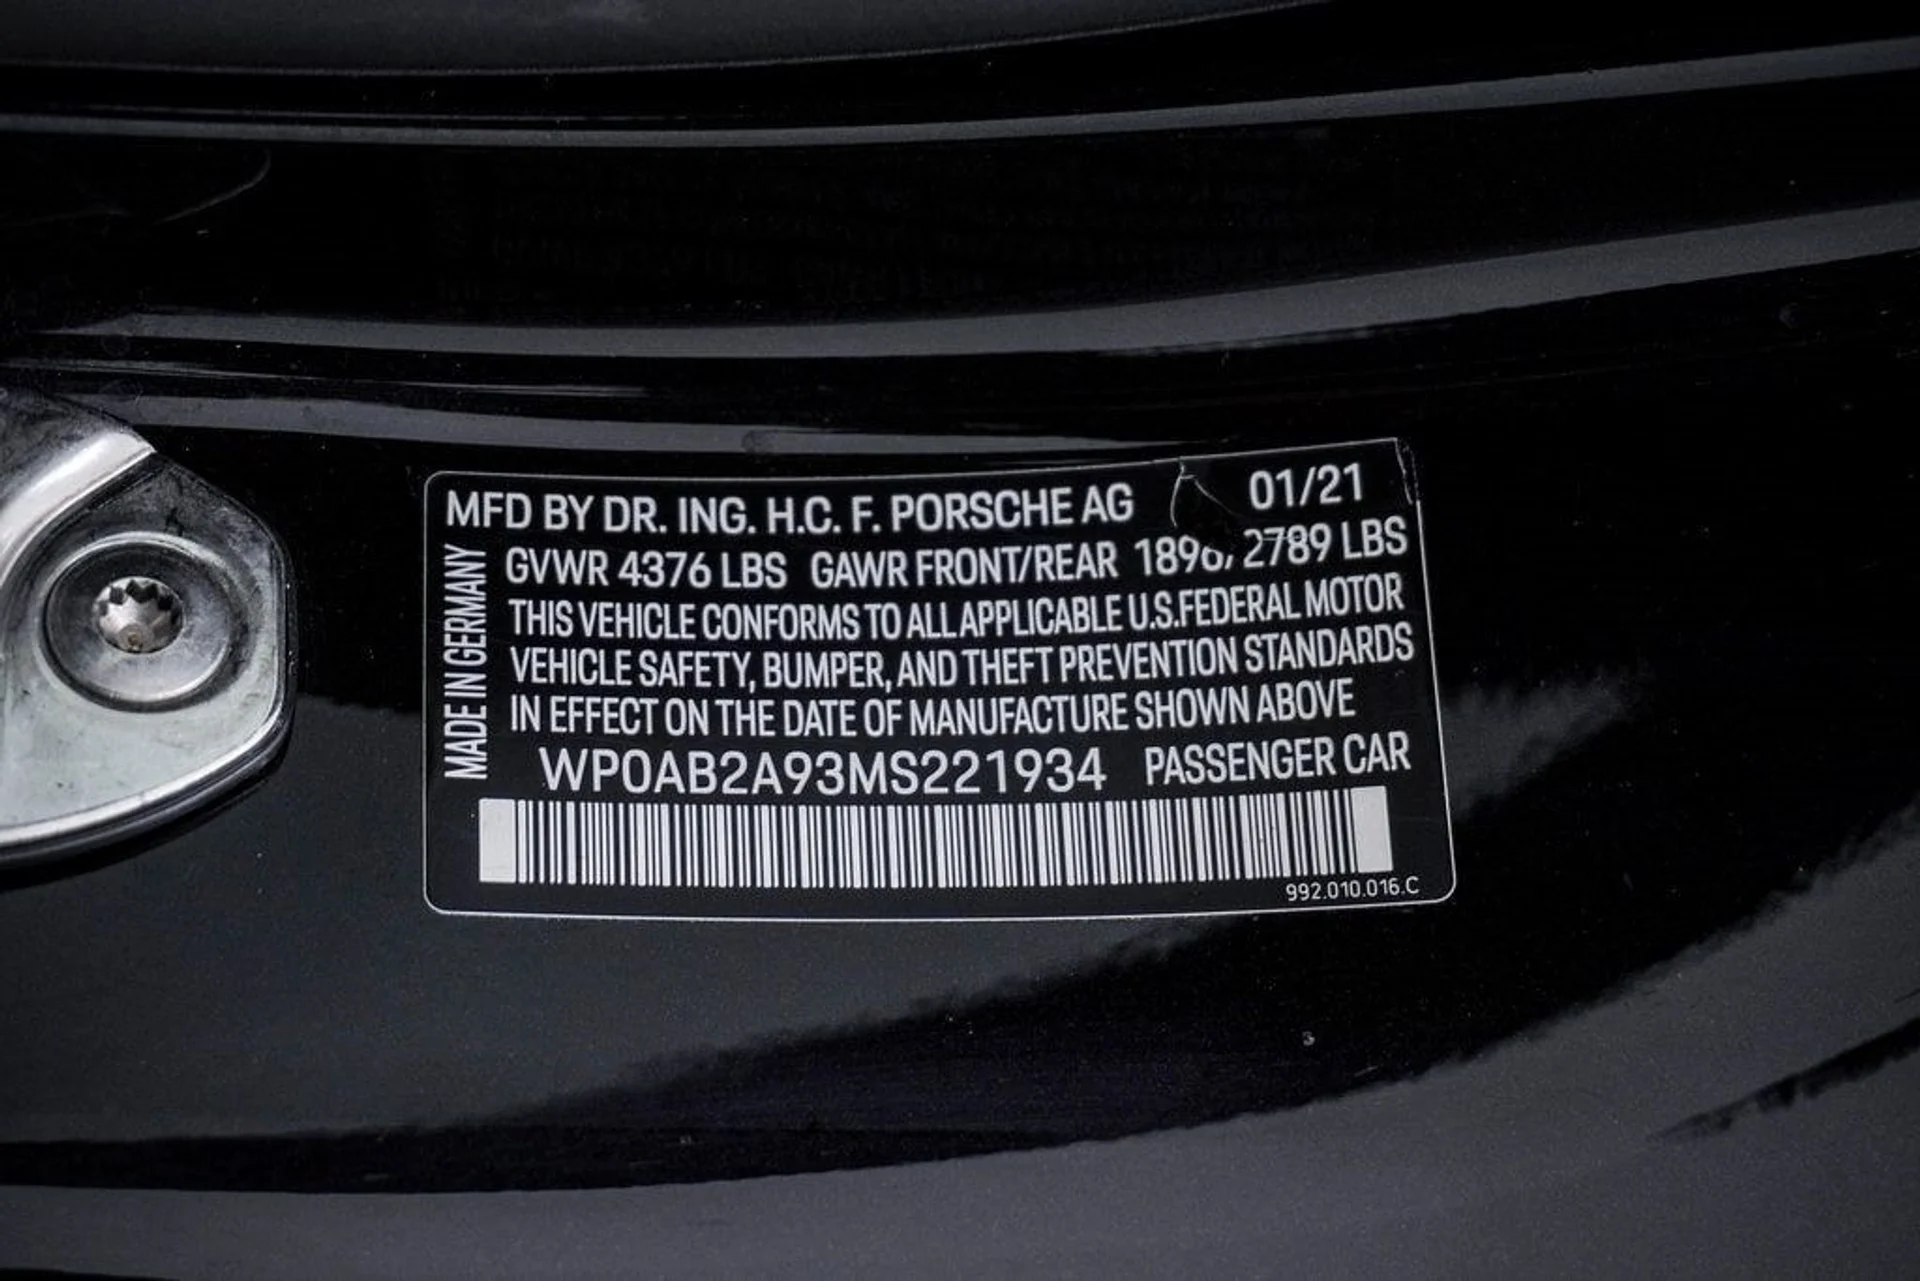 MFD BY DR. ING. H.C. F. PORSCHE AG 01/21
GVWR 4376 LBS GAWR FRONT/REAR 1896/2789 LBS
THIS VEHICLE CONFORMS TO ALL APPLICABLE U.S.FEDERAL MOTOR
VEHICLE SAFETY, BUMPER, AND THEFT PREVENTION STANDARDS
IN EFFECT ON THE DATE OF MANUFACTURE SHOWN ABOVE
WP0AB2A93MS221934 PASSENGER CAR
992.010.016.C
MADE IN GERMANY